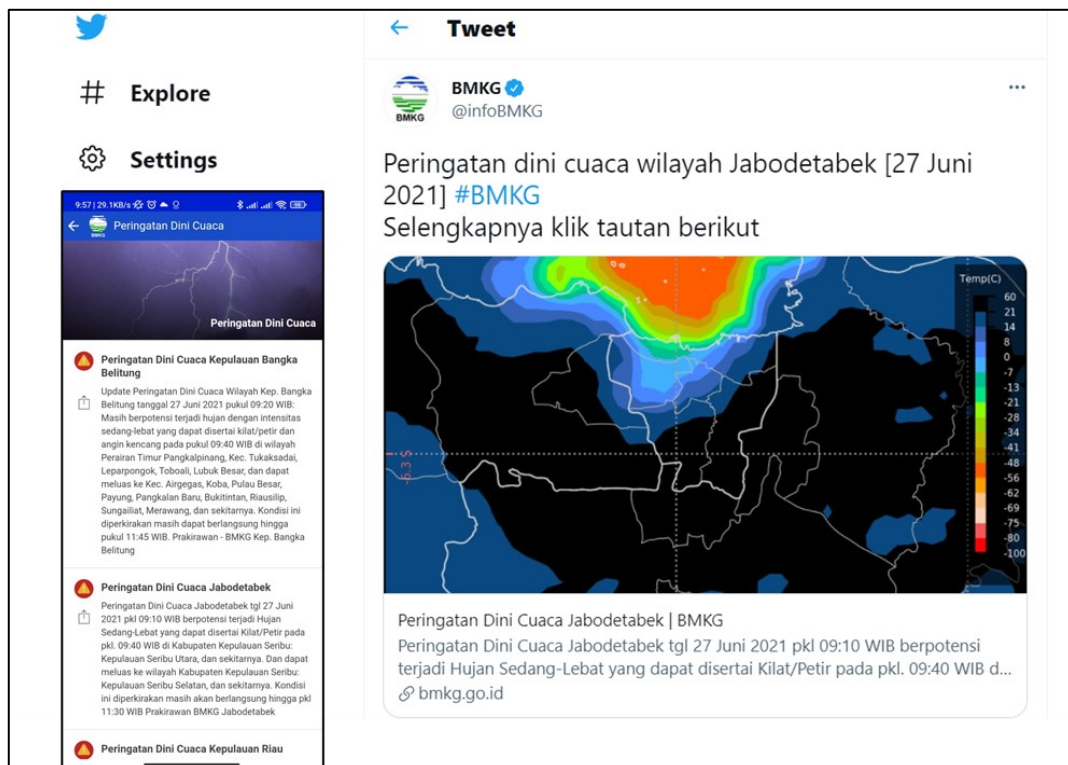 Explore
Settings
9:57 | 29.1KB/s
BMKG
Peringatan Dini Cuaca
Peringatan Dini Cuaca
Peringatan Dini Cuaca Kepulauan Bangka
Belitung
Update Peringatan Dini Cuaca Wilayah Kep. Bangka
Belitung tanggal 27 Juni 2021 pukul 09:20 WIB:
Masih berpotensi terjadi hujan dengan intensitas
sedang-lebat yang dapat disertai kilat/petir dan
angin kencang pada pukul 09:40 WIB di wilayah
Perairan Timur Pangkalpinang, Kec. Tukaksadai,
Leparpongok, Toboali, Lubuk Besar, dan dapat
meluas ke Kec. Airgegas, Koba, Pulau Besar,
Payung, Pangkalan Baru, Bukitintan, Riausilip,
Sungailiat, Merawang, dan sekitarnya. Kondisi ini
diperkirakan masih dapat berlangsung hingga
pukul 11:45 WIB. Prakirawan - BMKG Kep. Bangka
Belitung
Peringatan Dini Cuaca Jabodetabek
Peringatan Dini Cuaca Jabodetabek tgl 27 Juni
2021 pkl 09:10 WIB berpotensi terjadi Hujan
Sedang-Lebat yang dapat disertai Kilat/Petir pada
pkl. 09:40 WIB di Kabupaten Kepulauan Seribu:
Kepulauan Seribu Utara, dan sekitarnya. Dan dapat
meluas ke wilayah Kabupaten Kepulauan Seribu:
Kepulauan Seribu Selatan, dan sekitarnya. Kondisi
ini diperkirakan masih akan berlangsung hingga pkl
11:30 WIB Prakirawan BMKG Jabodetabek
Peringatan Dini Cuaca Kepulauan Riau
Tweet
BMKG
BMKG
@infoBMKG
Peringatan dini cuaca wilayah Jabodetabek [27 Juni
2021] #BMKG
Selengkapnya klik tautan berikut
Temp(C)
60
21
14
8
0
-7
-13
-21
-28
-34
-41
-48
-56
-62
-69
-75
-80
-100
-6.3 S
Peringatan Dini Cuaca Jabodetabek | BMKG
Peringatan Dini Cuaca Jabodetabek tgl 27 Juni 2021 pkl 09:10 WIB berpotensi
terjadi Hujan Sedang-Lebat yang dapat disertai Kilat/Petir pada pkl. 09:40 WIB d...
bmkg.go.id